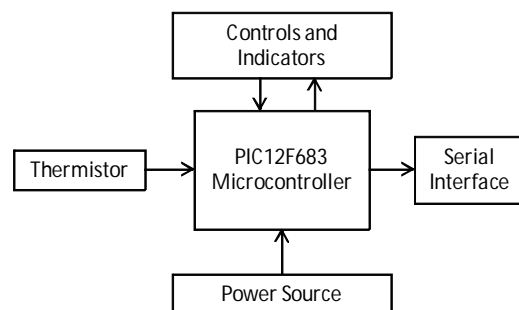 Controls and
Indicators
PIC12F683
Microcontroller
Thermistor
Serial
Interface
Power Source